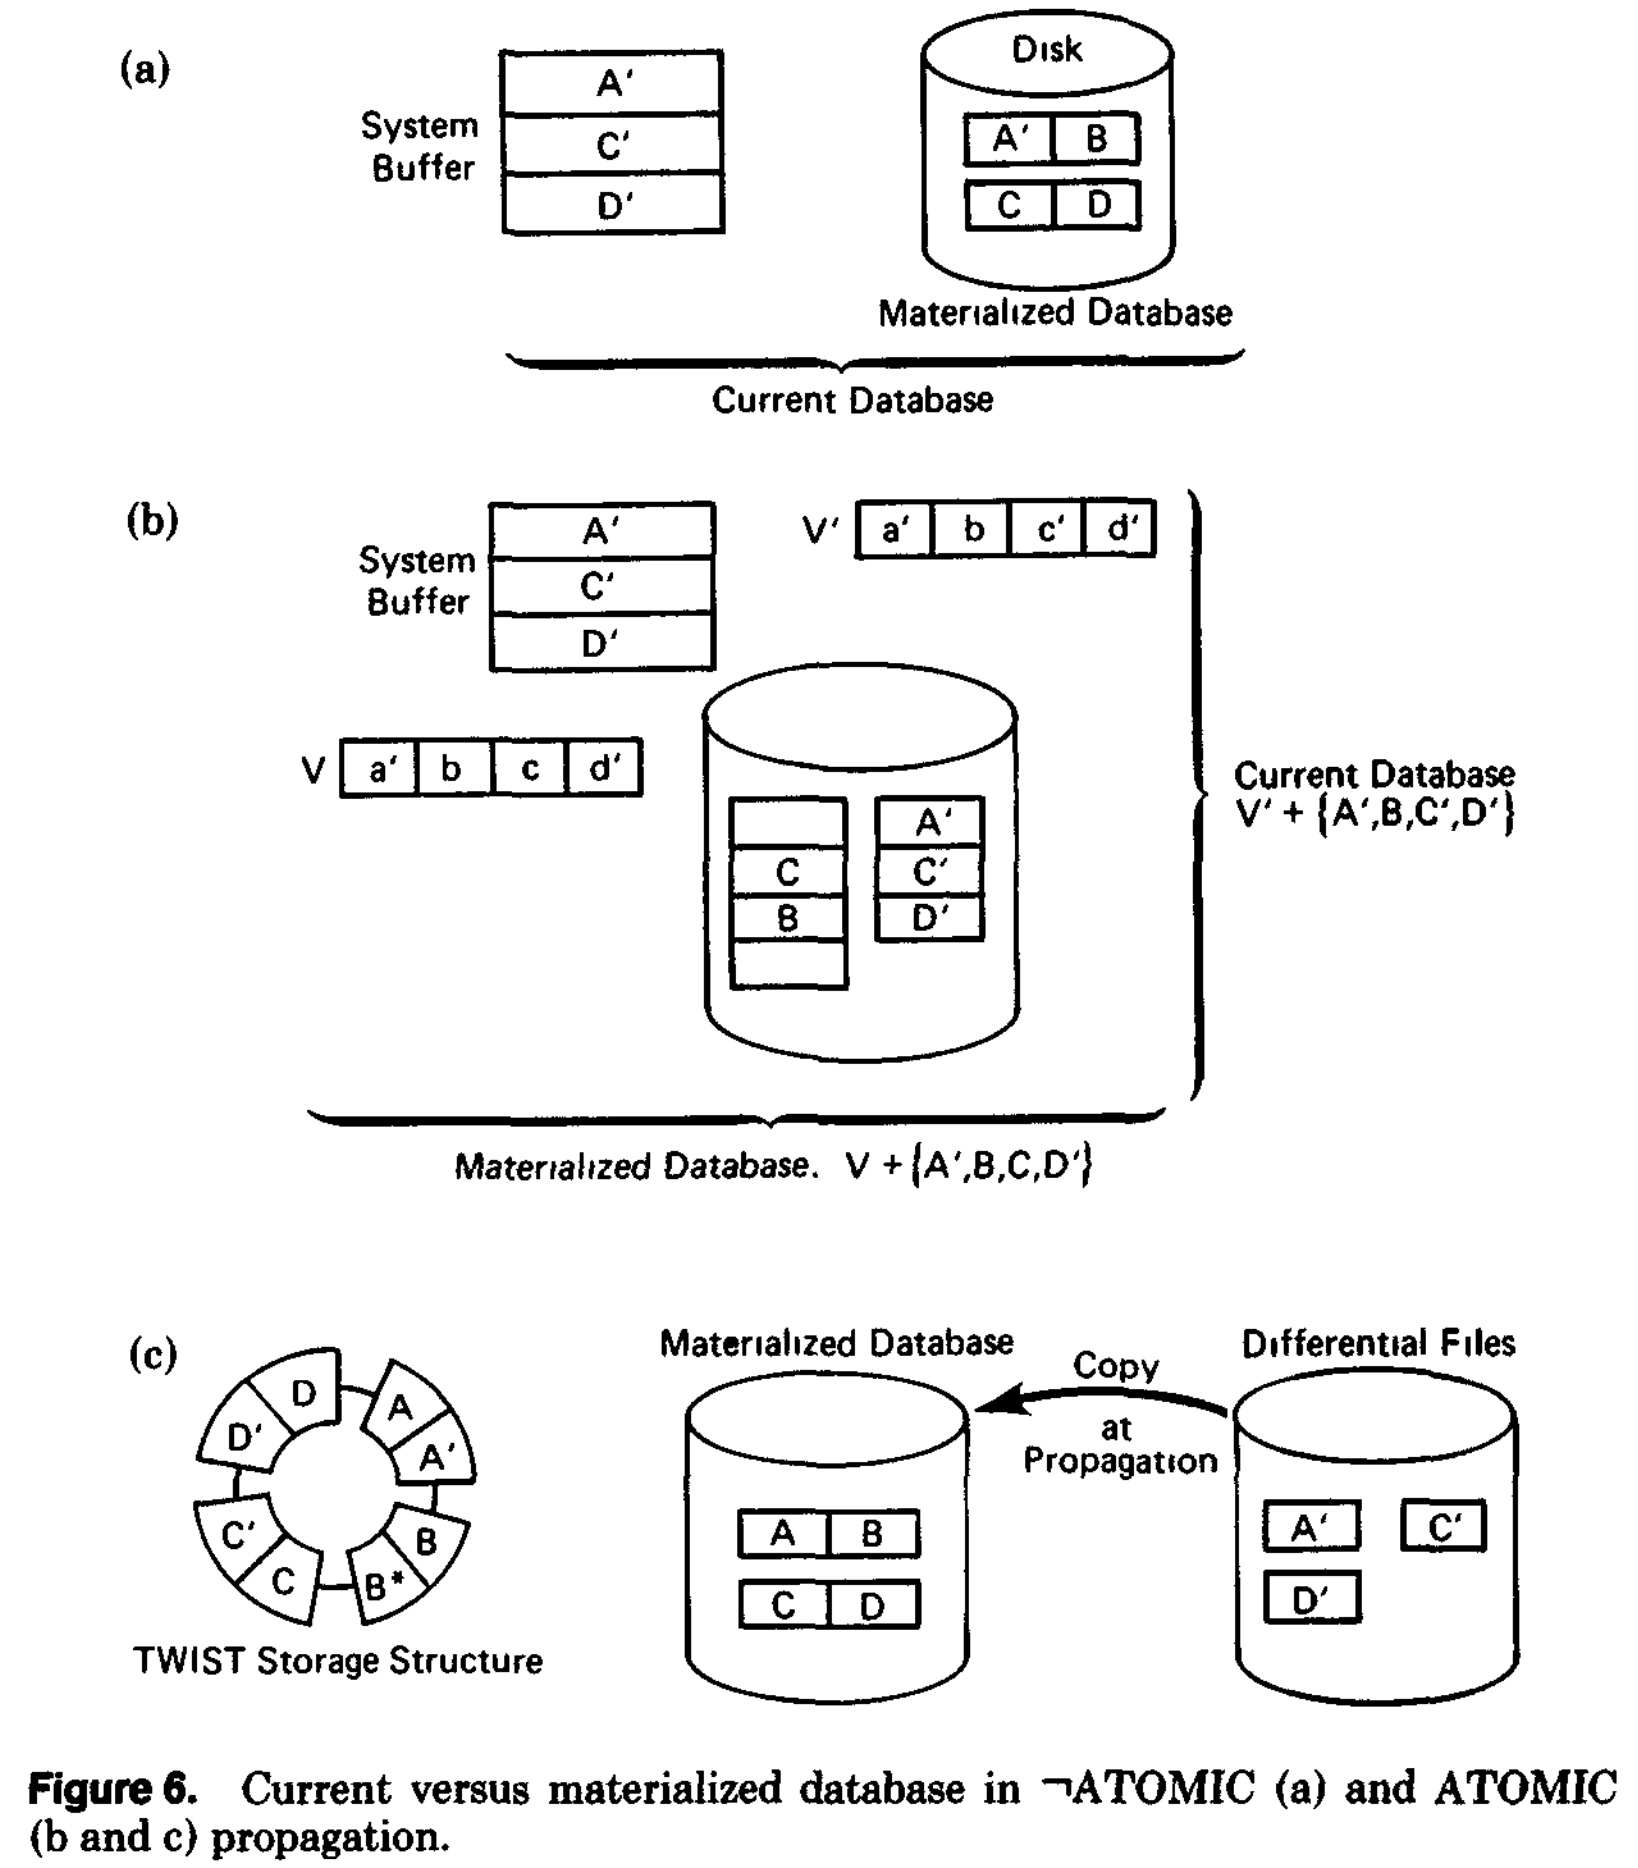 (a)
System
Buffer
A'
C'
D'
Disk
A' B
C D
Materialized Database
Current Database
(b)
System
Buffer
A'
C'
D'
V' a' b c' d'
V a' b c d'
C
B
A'
C'
D'
Current Database
V' + {A',B,C',D'}
Materialized Database. V + {A',B,C,D'}
(c)
D
A
D'
A'
C'
B
C
B*
TWIST Storage Structure
Materialized Database
A B
C D
Copy
at
Propagation
Differential Files
A' C'
D'
Figure 6. Current versus materialized database in ¬ATOMIC (a) and ATOMIC
(b and c) propagation.